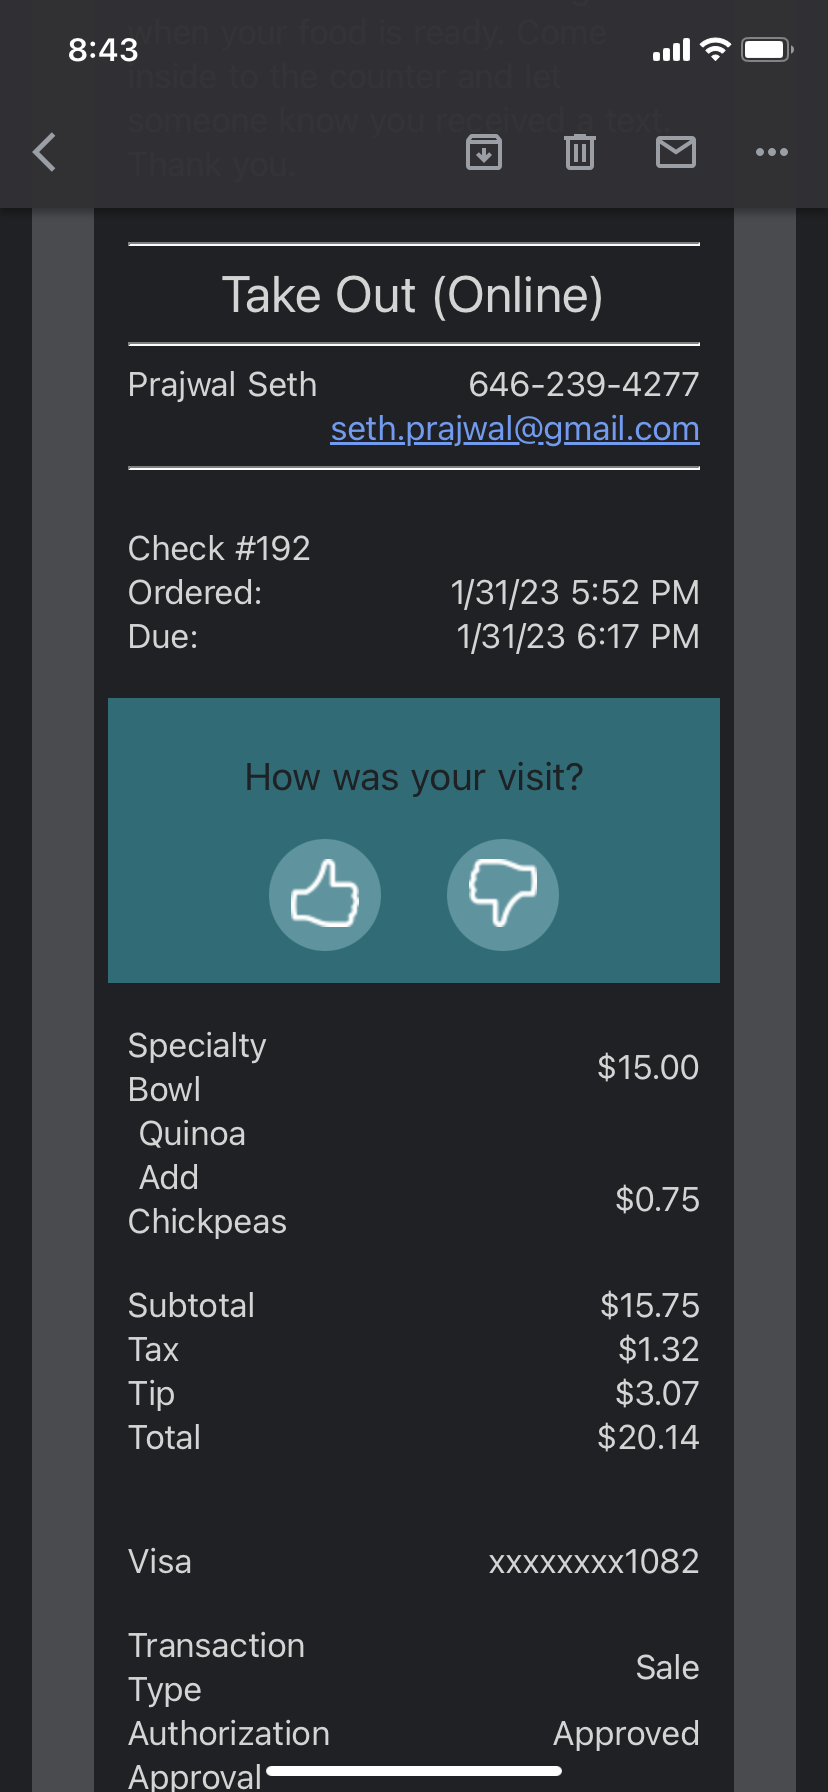 when your food is ready. Come
8:43
inside to the counter and let
someone know you received a text.
Thank you.
Take Out (Online)
Prajwal Seth 646-239-4277
seth.prajwal@gmail.com
Check #192
Ordered: 1/31/23 5:52 PM
Due: 1/31/23 6:17 PM
How was your visit?
Specialty
Bowl $15.00
Quinoa
Add
Chickpeas $0.75
Subtotal $15.75
Tax $1.32
Tip $3.07
Total $20.14
Visa xxxxxxxx1082
Transaction
Type Sale
Authorization Approved
Approval